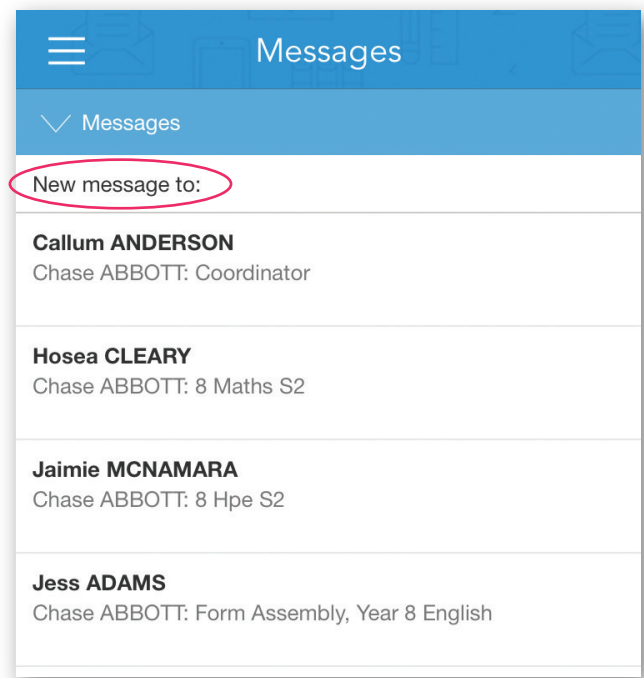 Messages
Messages
New message to:
Callum ANDERSON
Chase ABBOTT: Coordinator
Hosea CLEARY
Chase ABBOTT: 8 Maths S2
Jaimie MCNAMARA
Chase ABBOTT: 8 Hpe S2
Jess ADAMS
Chase ABBOTT: Form Assembly, Year 8 English